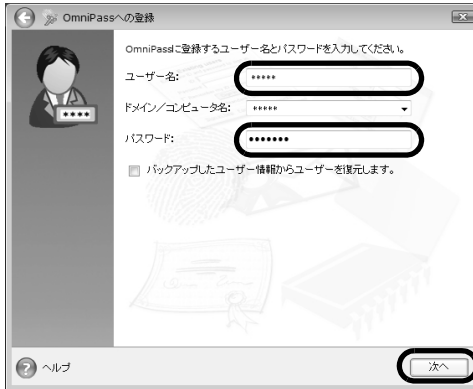 OmniPassへの登録
OmniPassに登録するユーザー名とパスワードを入力してください。
ユーザー名: *****
ドメイン／コンピュータ名: *****
パスワード: •••••••
****
バックアップしたユーザー情報からユーザーを復元します。
ヘルプ
次へ